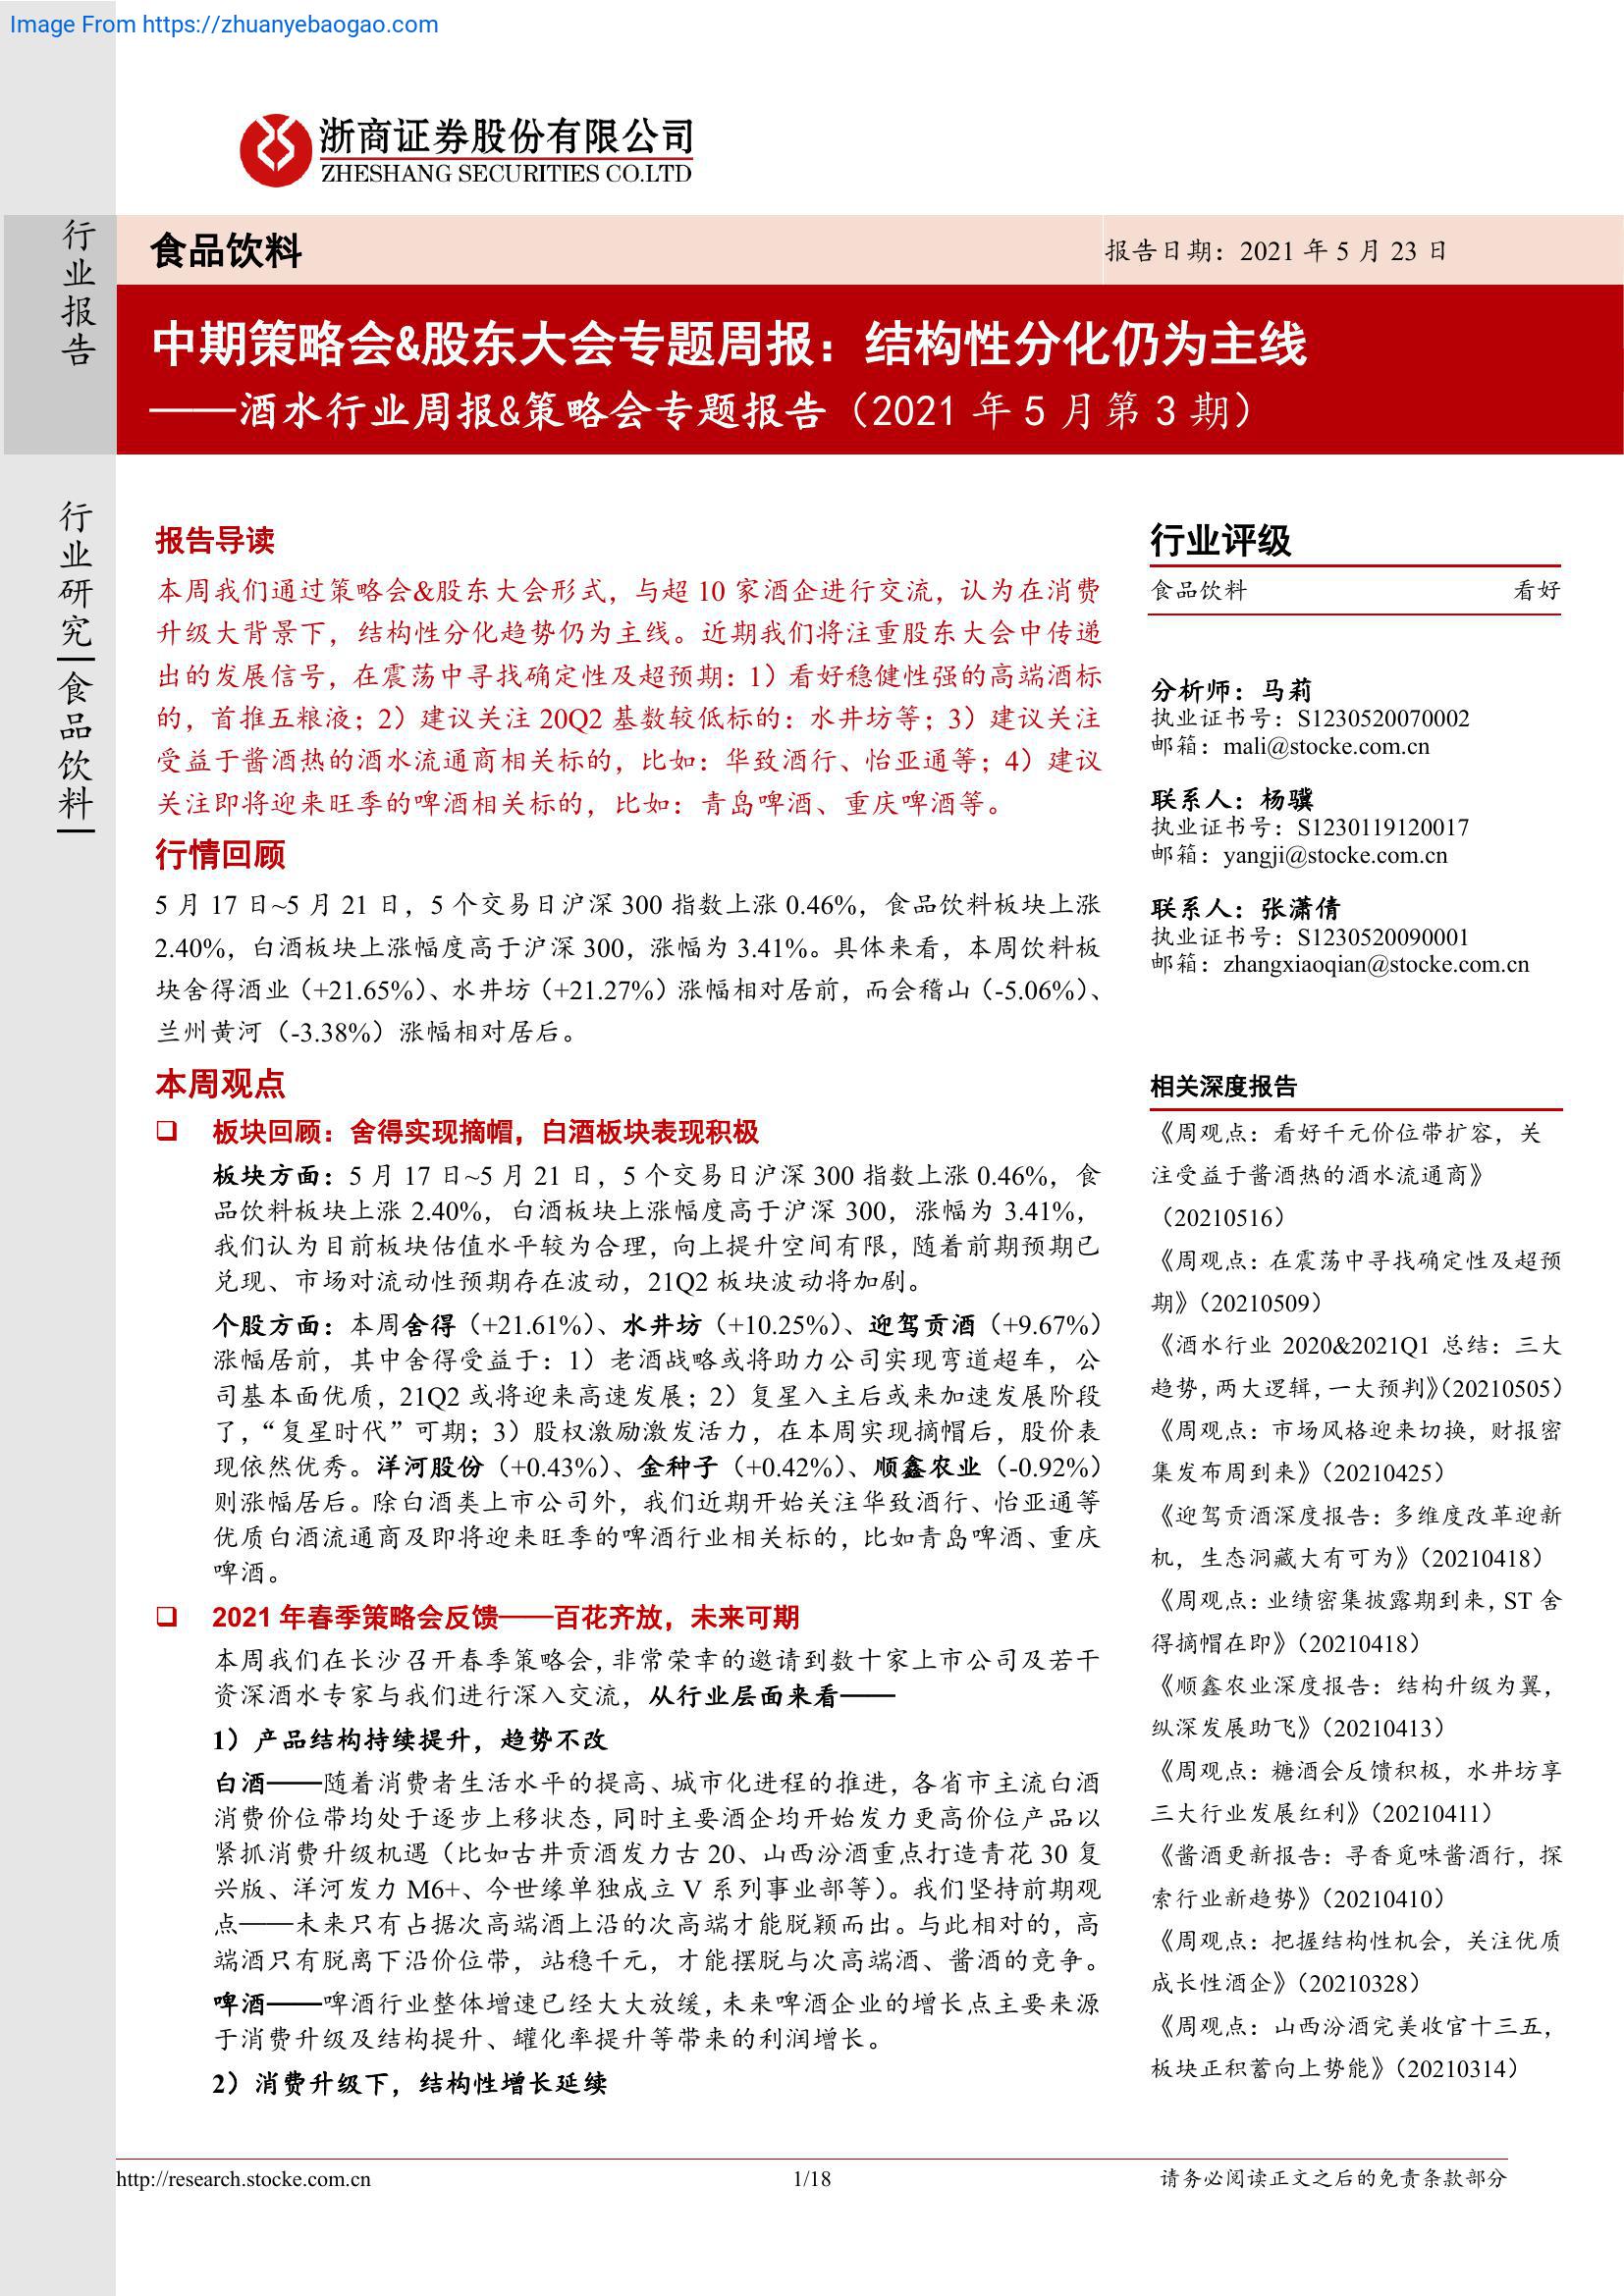 Image From https://zhuanyebaogao.com
浙商证券股份有限公司
ZHESHANG SECURITIES CO.LTD
行业报告
食品饮料
报告日期：2021 年 5 月 23 日
中期策略会&股东大会专题周报：结构性分化仍为主线
——酒水行业周报&策略会专题报告（2021 年 5 月第 3 期）
行业研究
食品饮料
报告导读
本周我们通过策略会&股东大会形式，与超 10 家酒企进行交流，认为在消费
升级大背景下，结构性分化趋势仍为主线。近期我们将注重股东大会中传递
出的发展信号，在震荡中寻找确定性及超预期：1）看好稳健性强的高端酒标
的，首推五粮液；2）建议关注 20Q2 基数较低标的：水井坊等；3）建议关注
受益于酱酒热的酒水流通商相关标的，比如：华致酒行、怡亚通等；4）建议
关注即将迎来旺季的啤酒相关标的，比如：青岛啤酒、重庆啤酒等。
行情回顾
5 月 17 日~5 月 21 日，5 个交易日沪深 300 指数上涨 0.46%，食品饮料板块上涨
2.40%，白酒板块上涨幅度高于沪深 300，涨幅为 3.41%。具体来看，本周饮料板
块舍得酒业（+21.65%）、水井坊（+21.27%）涨幅相对居前，而会稽山（-5.06%）、
兰州黄河（-3.38%）涨幅相对居后。
本周观点
❑ 板块回顾：舍得实现摘帽，白酒板块表现积极
板块方面：5 月 17 日~5 月 21 日，5 个交易日沪深 300 指数上涨 0.46%，食
品饮料板块上涨 2.40%，白酒板块上涨幅度高于沪深 300，涨幅为 3.41%，
我们认为目前板块估值水平较为合理，向上提升空间有限，随着前期预期已
兑现、市场对流动性预期存在波动，21Q2 板块波动将加剧。
个股方面：本周舍得（+21.61%）、水井坊（+10.25%）、迎驾贡酒（+9.67%）
涨幅居前，其中舍得受益于：1）老酒战略或将助力公司实现弯道超车，公
司基本面优质，21Q2 或将迎来高速发展；2）复星入主后或来加速发展阶段
了，“复星时代”可期；3）股权激励激发活力，在本周实现摘帽后，股价表
现依然优秀。洋河股份（+0.43%）、金种子（+0.42%）、顺鑫农业（-0.92%）
则涨幅居后。除白酒类上市公司外，我们近期开始关注华致酒行、怡亚通等
优质白酒流通商及即将迎来旺季的啤酒行业相关标的，比如青岛啤酒、重庆
啤酒。
❑ 2021 年春季策略会反馈——百花齐放，未来可期
本周我们在长沙召开春季策略会，非常荣幸的邀请到数十家上市公司及若干
资深酒水专家与我们进行深入交流，从行业层面来看——
1）产品结构持续提升，趋势不改
白酒——随着消费者生活水平的提高、城市化进程的推进，各省市主流白酒
消费价位带均处于逐步上移状态，同时主要酒企均开始发力更高价位产品以
紧抓消费升级机遇（比如古井贡酒发力古 20、山西汾酒重点打造青花 30 复
兴版、洋河发力 M6+、今世缘单独成立 V 系列事业部等）。我们坚持前期观
点——未来只有占据次高端酒上沿的次高端才能脱颖而出。与此相对的，高
端酒只有脱离下沿价位带，站稳千元，才能摆脱与次高端酒、酱酒的竞争。
啤酒——啤酒行业整体增速已经大大放缓，未来啤酒企业的增长点主要来源
于消费升级及结构提升、罐化率提升等带来的利润增长。
2）消费升级下，结构性增长延续
行业评级
食品饮料 看好
分析师：马莉
执业证书号：S1230520070002
邮箱：mali@stocke.com.cn
联系人：杨骥
执业证书号：S1230119120017
邮箱：yangji@stocke.com.cn
联系人：张潇倩
执业证书号：S1230520090001
邮箱：zhangxiaoqian@stocke.com.cn
相关深度报告
《周观点：看好千元价位带扩容，关
注受益于酱酒热的酒水流通商》
（20210516）
《周观点：在震荡中寻找确定性及超预
期》（20210509）
《酒水行业 2020&2021Q1 总结：三大
趋势，两大逻辑，一大预判》（20210505）
《周观点：市场风格迎来切换，财报密
集发布周到来》（20210425）
《迎驾贡酒深度报告：多维度改革迎新
机，生态洞藏大有可为》（20210418）
《周观点：业绩密集披露期到来，ST 舍
得摘帽在即》（20210418）
《顺鑫农业深度报告：结构升级为翼，
纵深发展助飞》（20210413）
《周观点：糖酒会反馈积极，水井坊享
三大行业发展红利》（20210411）
《酱酒更新报告：寻香觅味酱酒行，探
索行业新趋势》（20210410）
《周观点：把握结构性机会，关注优质
成长性酒企》（20210328）
《周观点：山西汾酒完美收官十三五，
板块正积蓄向上势能》（20210314）
http://research.stocke.com.cn
1/18
请务必阅读正文之后的免责条款部分